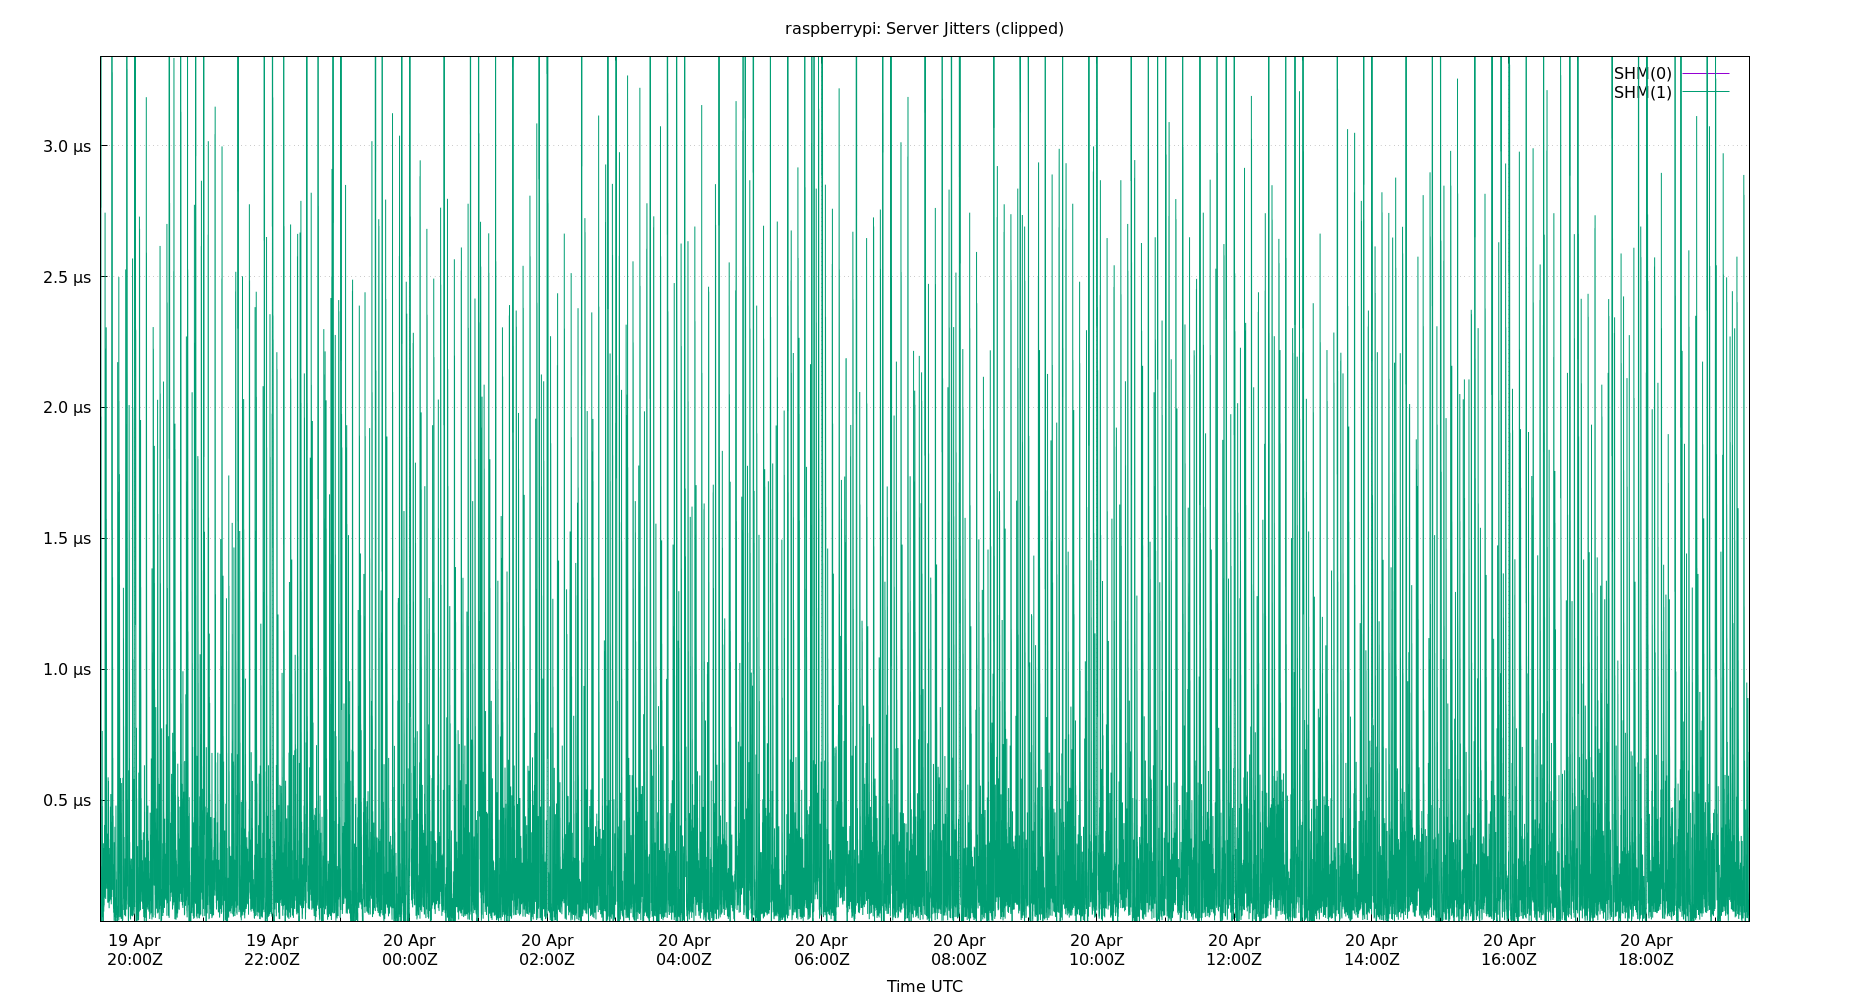 raspberrypi: Server Jitters (clipped)
SHM(0)
SHM(1)
3.0 µs
2.5 µs
2.0 µs
1.5 µs
1.0 µs
0.5 µs
19 Apr 19 Apr 20 Apr 20 Apr 20 Apr 20 Apr 20 Apr 20 Apr 20 Apr 20 Apr 20 Apr 20 Apr
20:00Z 22:00Z 00:00Z 02:00Z 04:00Z 06:00Z 08:00Z 10:00Z 12:00Z 14:00Z 16:00Z 18:00Z
Time UTC